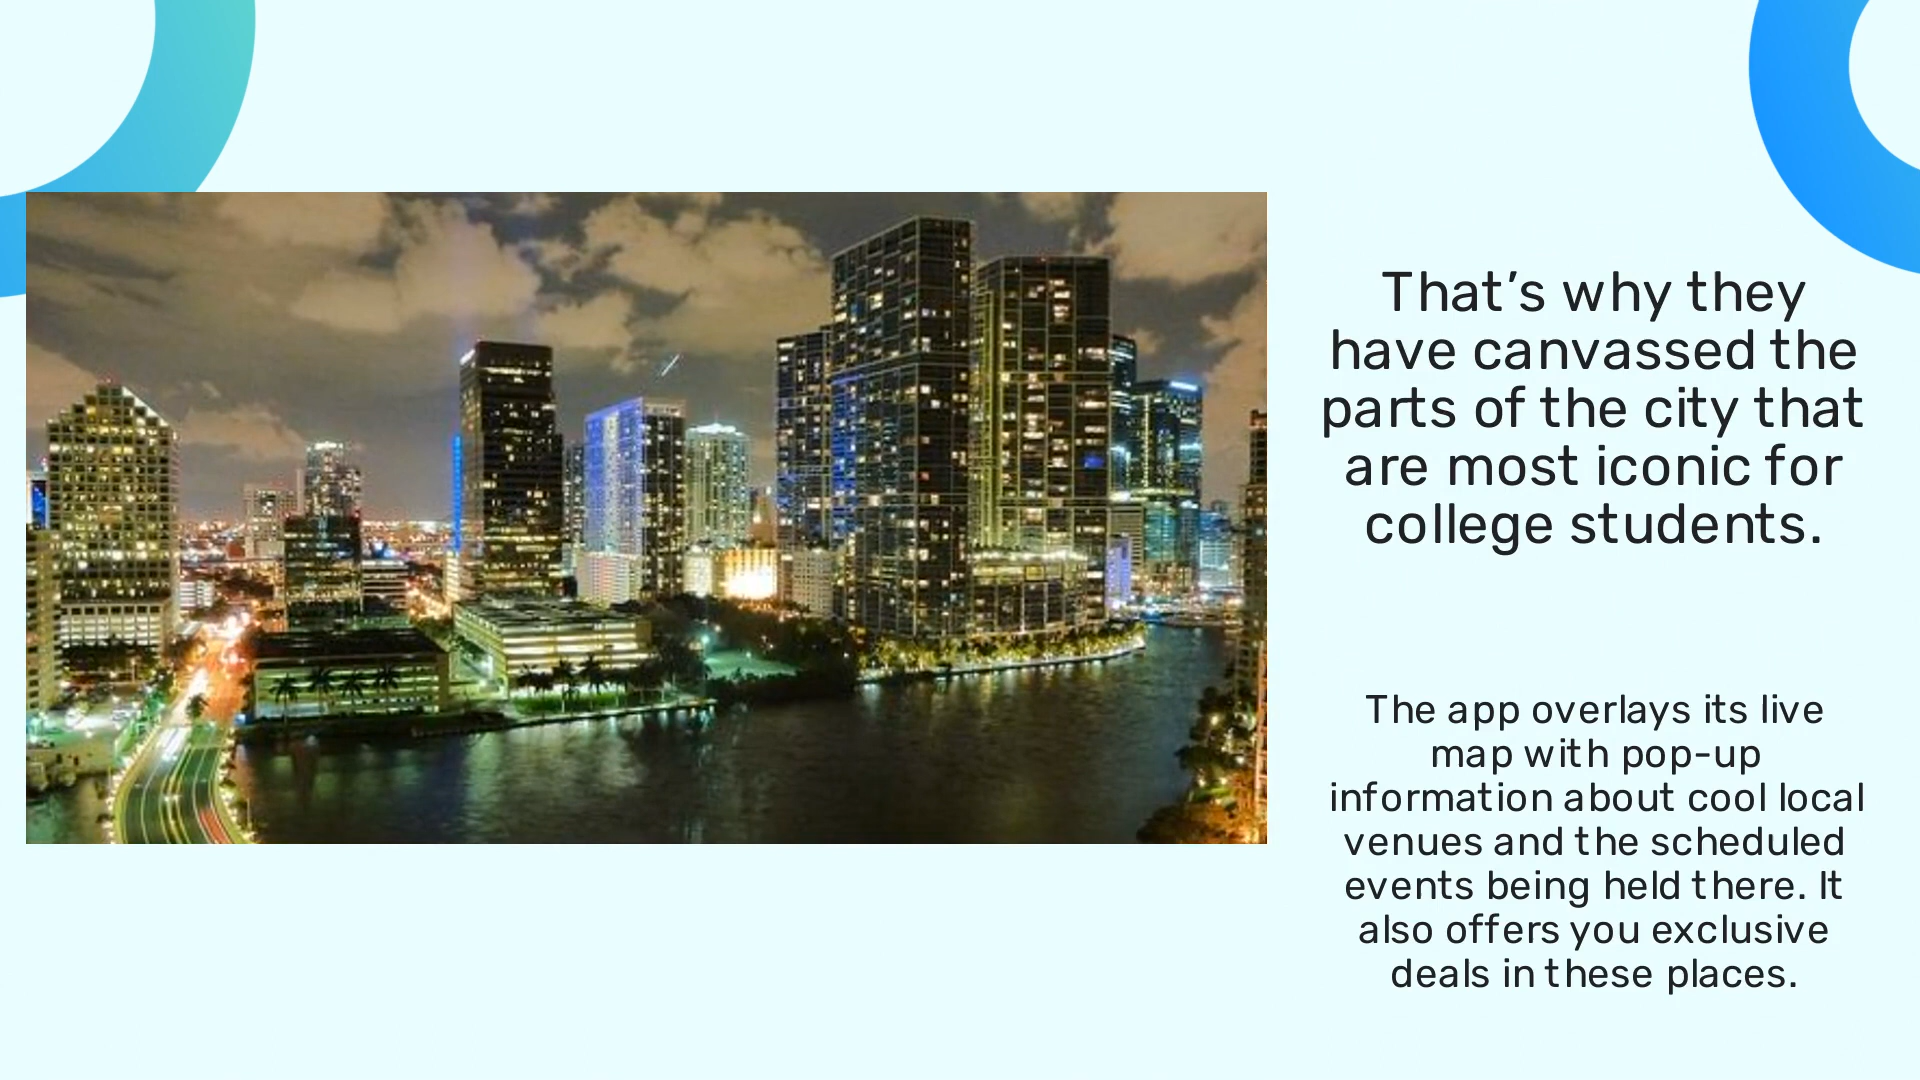 That’s why they
have canvassed the
parts of the city that
are most iconic for
college students.
The app overlays its live
map with pop-up
information about cool local
venues and the scheduled
events being held there. It
also offers you exclusive
deals in these places.